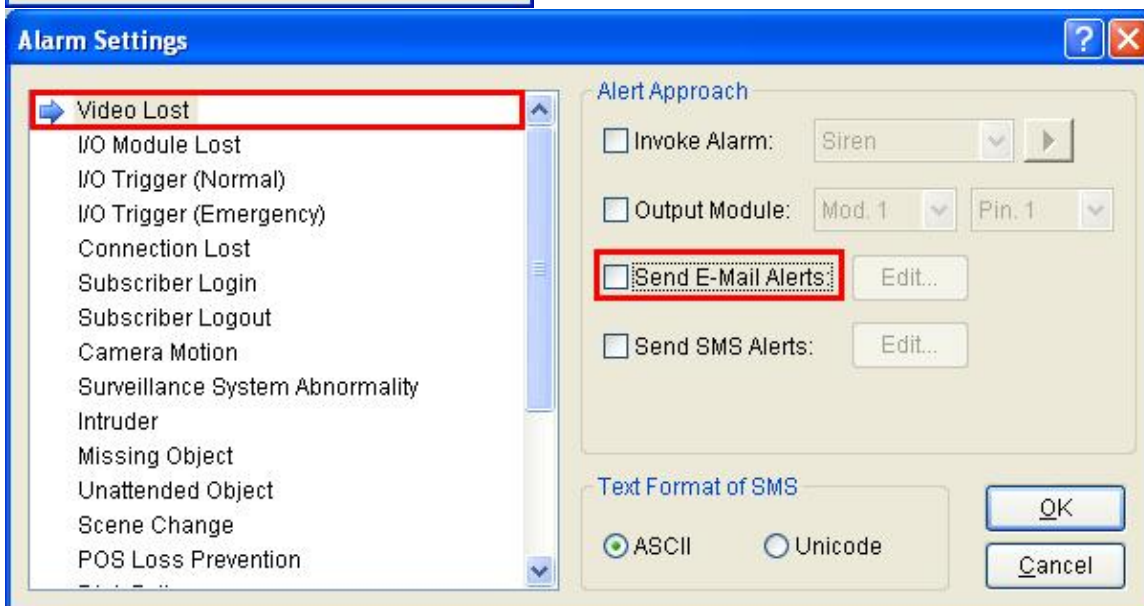 Alarm Settings
Video Lost
I/O Module Lost
I/O Trigger (Normal)
I/O Trigger (Emergency)
Connection Lost
Subscriber Login
Subscriber Logout
Camera Motion
Surveillance System Abnormality
Intruder
Missing Object
Unattended Object
Scene Change
POS Loss Prevention
Alert Approach
Invoke Alarm: Siren
Output Module: Mod. 1 Pin. 1
Send E-Mail Alerts: Edit...
Send SMS Alerts: Edit...
Text Format of SMS
ASCII Unicode
OK
Cancel